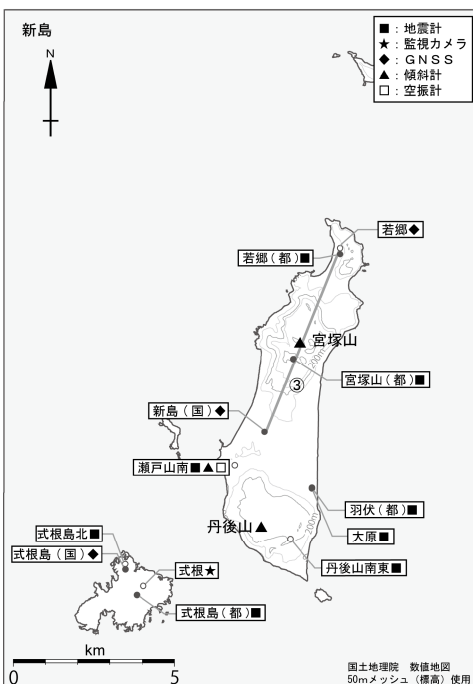 新島
N
■：地震計
★：監視カメラ
◆：ＧＮＳＳ
▲：傾斜計
□：空振計
若郷◆
若郷（都）■
宮塚山
200m
宮塚山（都）■
③
新島（国）◆
瀬戸山南■▲□
羽伏（都）■
丹後山
200m
大原■
式根島北■
式根島（国）◆
式根★
丹後山南東■
式根島（都）■
km
0
5
国土地理院　数値地図
50mメッシュ（標高）使用